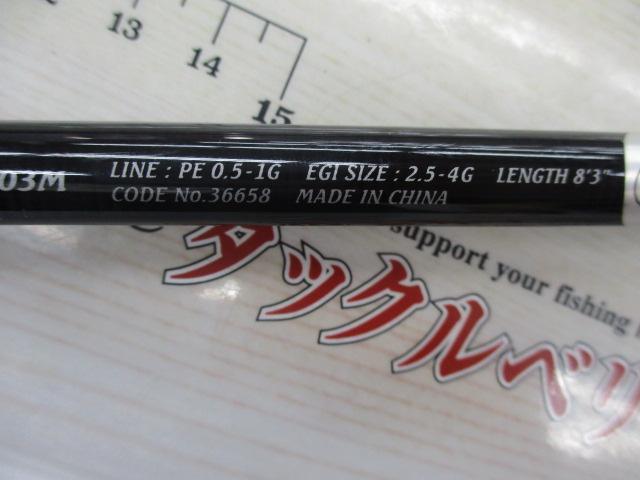 13
14
15
03M
LINE : PE 0.5-1G EGI SIZE : 2.5-4G LENGTH 8'3"
CODE No.36658 MADE IN CHINA
support your fishing
タックルベリ